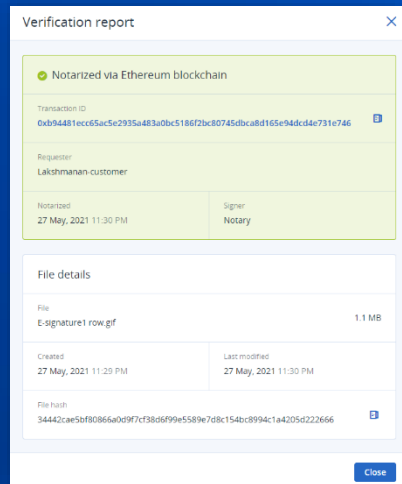 Verification report
Notarized via Ethereum blockchain
Transaction ID
0xb94481ecc65ac5e2935a483a0bc5186f2bc80745dbca8d165e94dcd4e731e746
Requester
Lakshmanan-customer
Notarized
27 May, 2021 11:30 PM
Signer
Notary
File details
File
E-signature1 row.gif
1.1 MB
Created
27 May, 2021 11:29 PM
Last modified
27 May, 2021 11:30 PM
File hash
34442cae5bf80866a0d9f7cf38d6f99e5589e7d8c154bc8994c1a4205d222666
Close